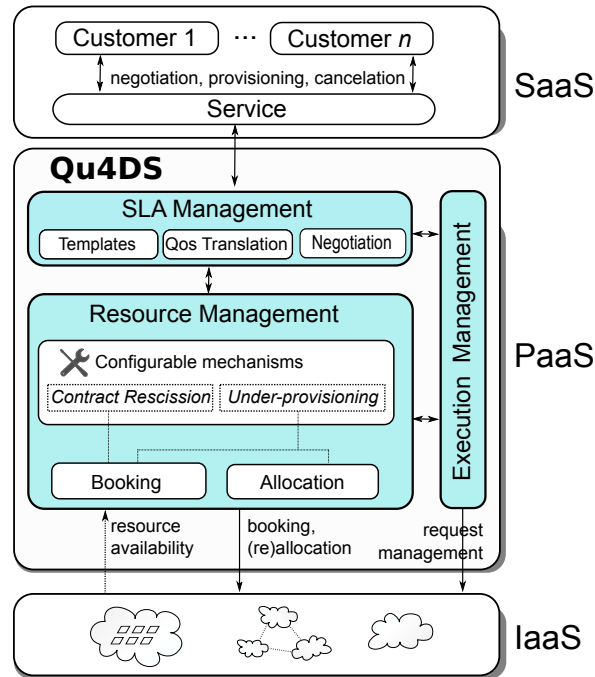 Customer 1 ... Customer n
negotiation, provisioning, cancelation
Service
SaaS
Qu4DS
SLA Management
Templates Qos Translation Negotiation
Resource Management
Configurable mechanisms
Contract Rescission Under-provisioning
Booking Allocation
Execution Management
PaaS
resource
availability
booking,
(re)allocation
request
management
IaaS